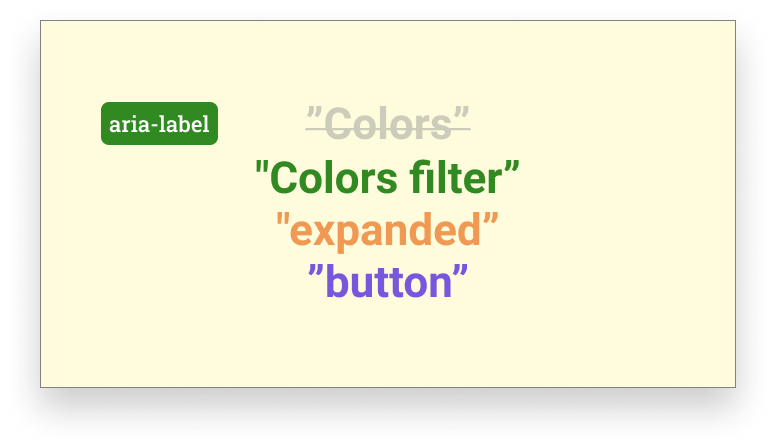 aria-label
”Colors”
"Colors filter”
"expanded”
”button”